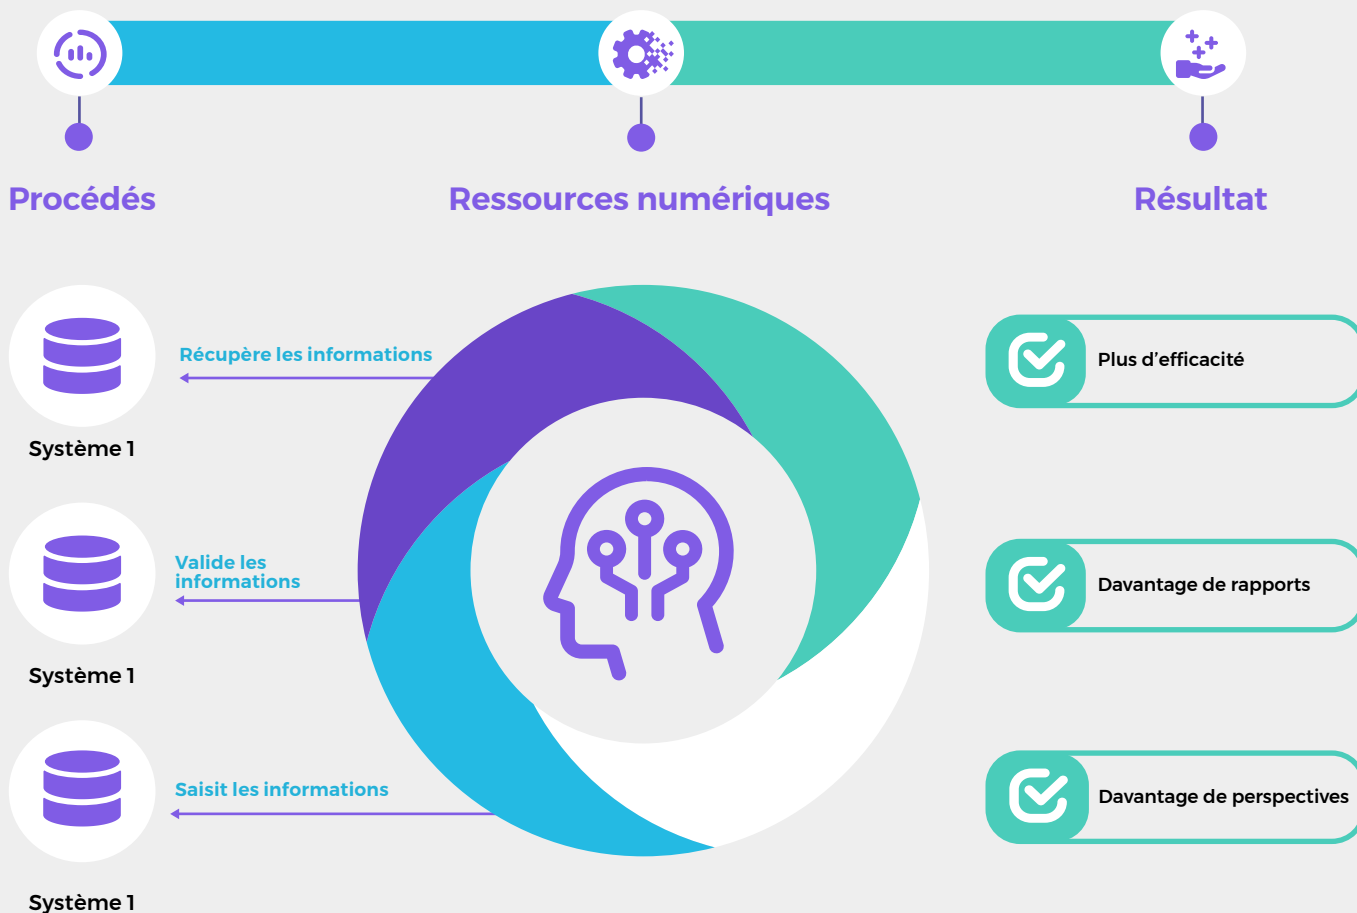 Procédés
Ressources numériques
Résultat
Récupère les informations
Système 1
Valide les
informations
Système 1
Saisit les informations
Système 1
Plus d’efficacité
Davantage de rapports
Davantage de perspectives